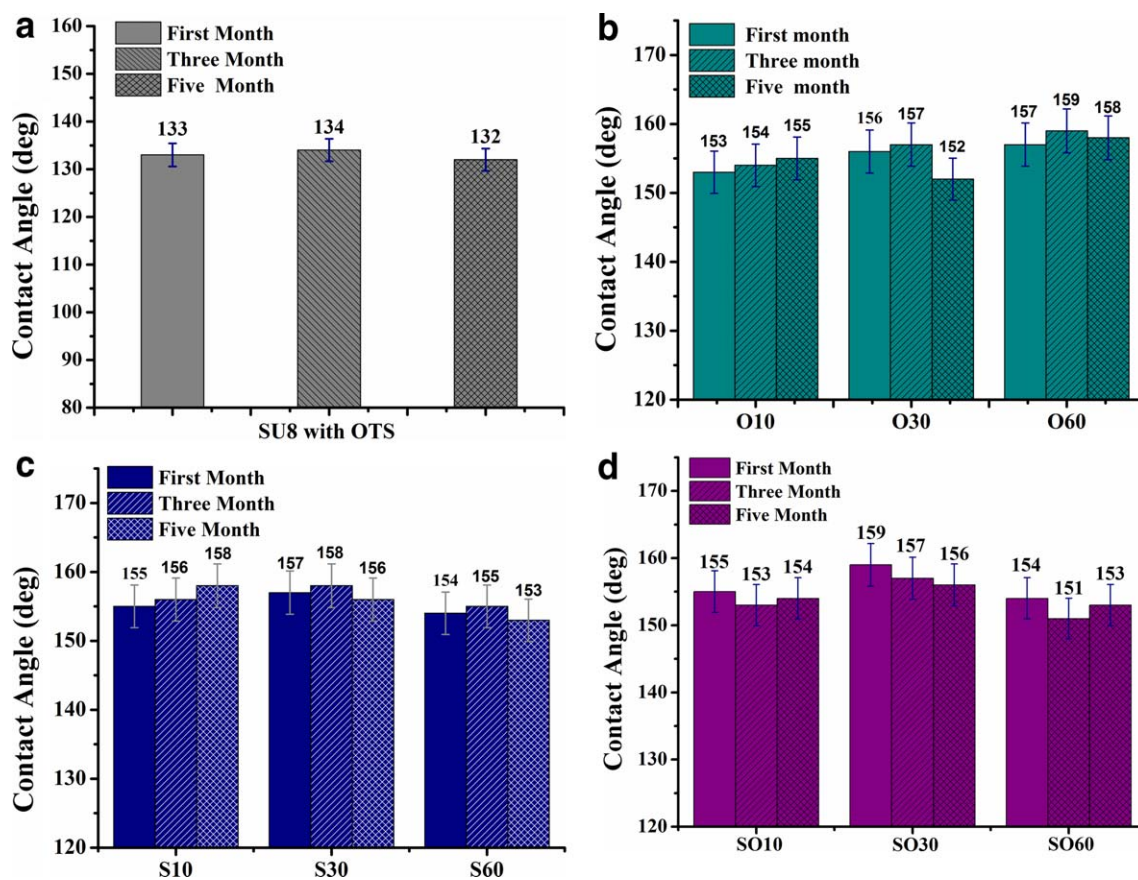 a
First Month
Three Month
Five Month
Contact Angle (deg)
160
150
140
130
120
110
100
90
80
133
134
132
SU8 with OTS
b
First month
Three month
Five month
Contact Angle (deg)
170
160
150
140
130
120
153
154
155
156
157
152
157
159
158
O10
O30
O60
c
First Month
Three Month
Five Month
Contact Angle (deg)
170
160
150
140
130
120
155
156
158
157
158
156
154
155
153
S10
S30
S60
d
First Month
Three Month
Five Month
Contact Angle (deg)
170
160
150
140
130
120
155
153
154
159
157
156
154
151
153
SO10
SO30
SO60